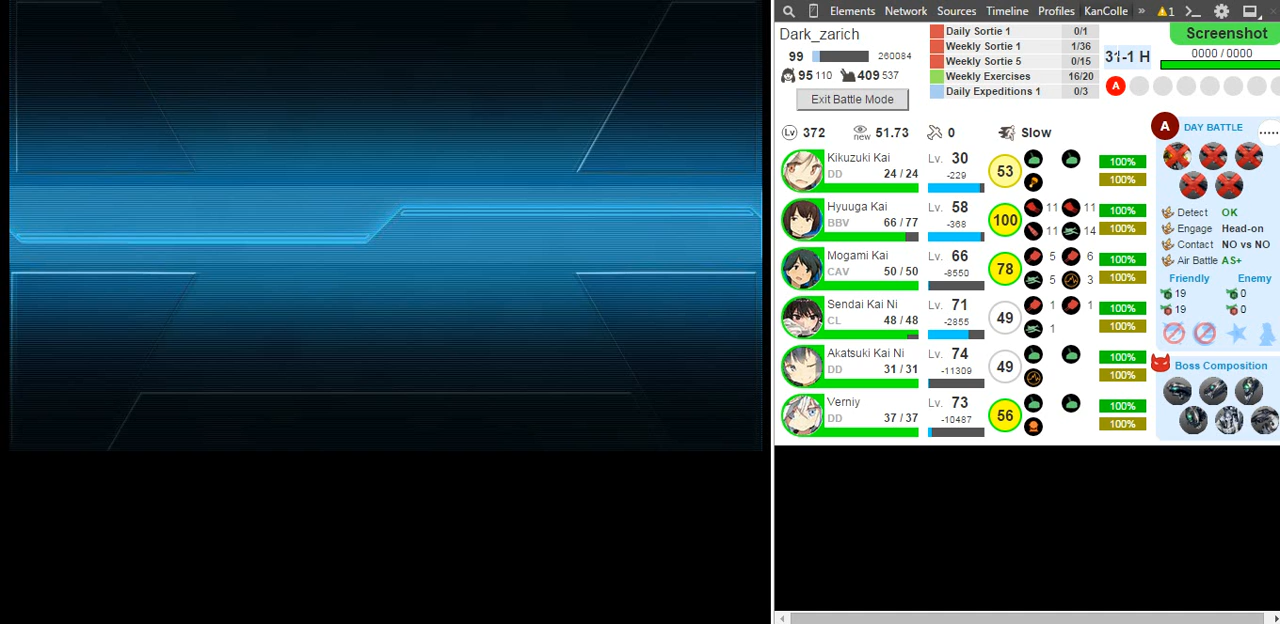 Elements Network Sources Timeline Profiles KanColle » 1
Dark_zarich
99 260084
95 110 409 537
Exit Battle Mode
Daily Sortie 1 0/1
Weekly Sortie 1 1/36
Weekly Sortie 5 0/15
Weekly Exercises 16/20
Daily Expeditions 1 0/3
Screenshot
0000 / 0000
A
Lv 372 new 51.73 0 Slow
Kikuzuki Kai Lv. 30
DD 24 / 24 -229 53 100% 100%
Hyuuga Kai Lv. 58 11 11
BBV 66 / 77 -368 100 11 14 100% 100%
Mogami Kai Lv. 66 5 6
CAV 50 / 50 -8550 78 5 3 100% 100%
Sendai Kai Ni Lv. 71 1 1
CL 48 / 48 -2855 49 1 100% 100%
Akatsuki Kai Ni Lv. 74
DD 31 / 31 -11309 49 100% 100%
Verniy Lv. 73
DD 37 / 37 -10487 56 100% 100%
A DAY BATTLE .....
Detect OK
Engage Head-on
Contact NO vs NO
Air Battle AS+
Friendly Enemy
19 0
19 0
Boss Composition